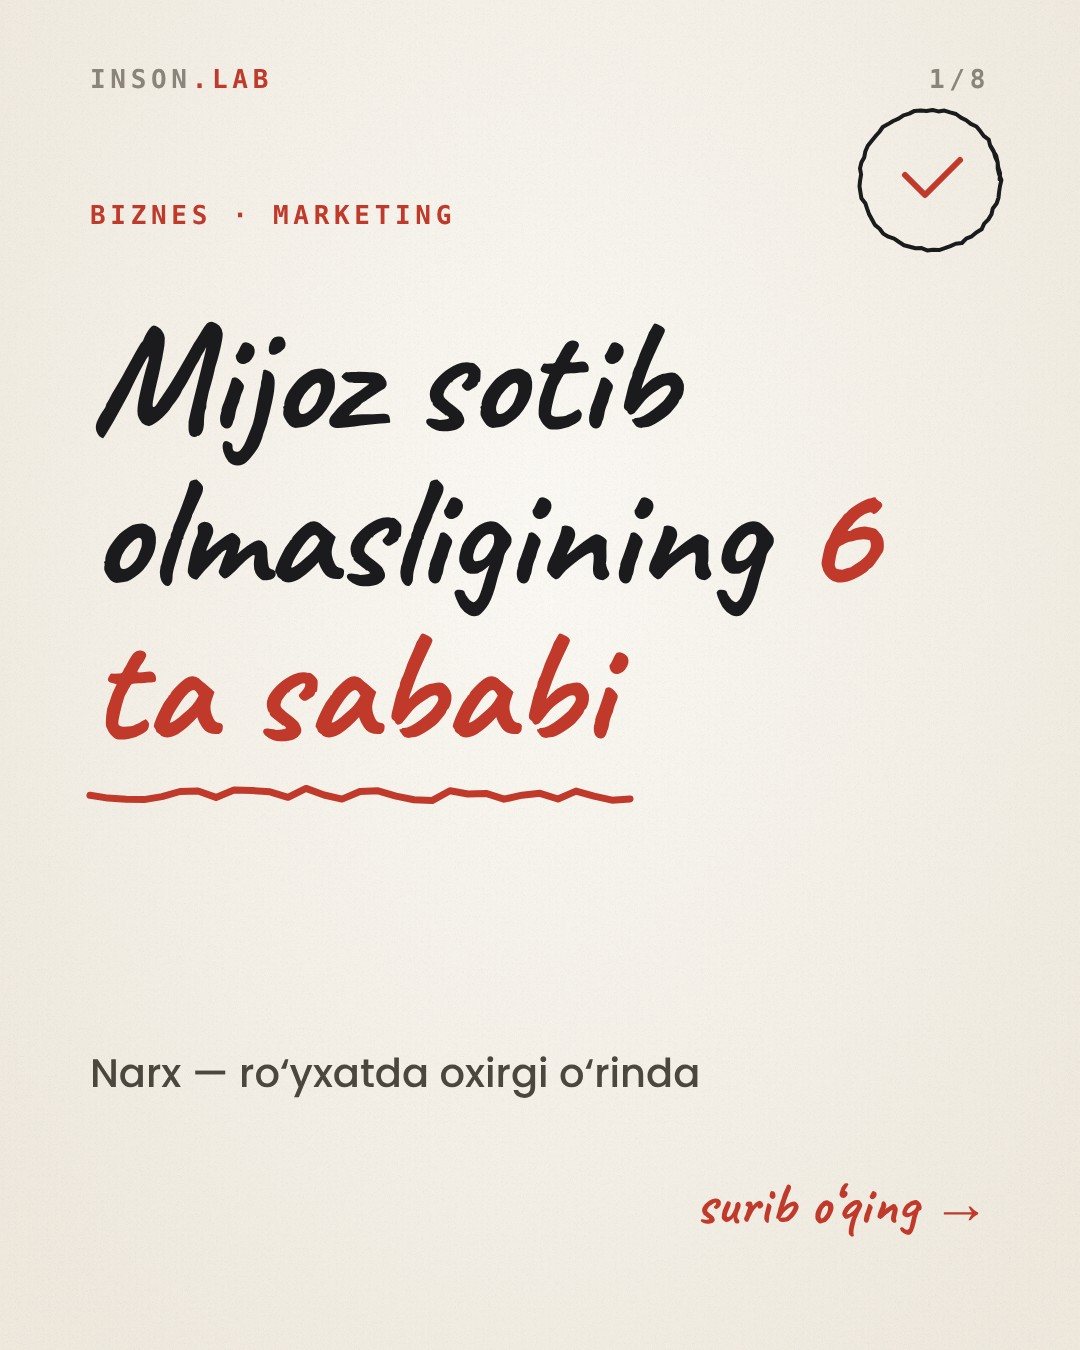 INSON.LAB
1/8
BIZNES · MARKETING
Mijoz sotib
olmasligining 6
ta sababi
Narx — ro‘yxatda oxirgi o‘rinda
surib o‘qing →